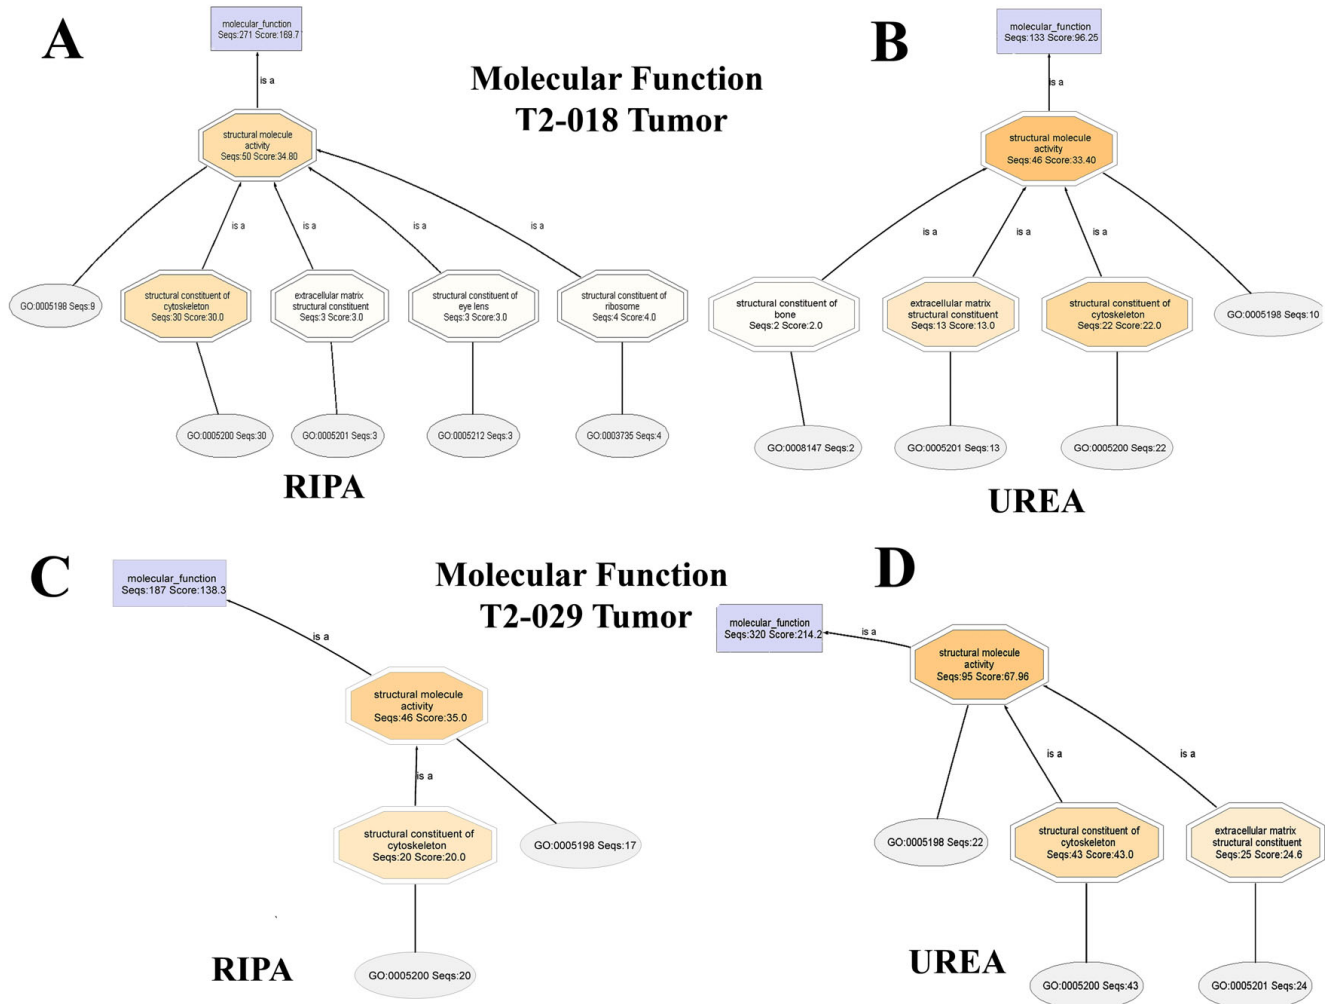 A
molecular_function
Seqs:271 Score:169.7
is a
structural molecule
activity
Seqs:50 Score:34.80
is a
is a
is a
is a
GO:0005198 Seqs:9
structural constituent of
cytoskeleton
Seqs:30 Score:30.0
extracellular matrix
structural constituent
Seqs:3 Score:3.0
structural constituent of
eye lens
Seqs:3 Score:3.0
structural constituent of
ribosome
Seqs:4 Score:4.0
GO:0005200 Seqs:30
GO:0005201 Seqs:3
GO:0005212 Seqs:3
GO:0003735 Seqs:4
RIPA
Molecular Function
T2-018 Tumor
B
molecular_function
Seqs:133 Score:96.25
is a
structural molecule
activity
Seqs:46 Score:33.40
is a
is a
is a
structural constituent of
bone
Seqs:2 Score:2.0
extracellular matrix
structural constituent
Seqs:13 Score:13.0
structural constituent of
cytoskeleton
Seqs:22 Score:22.0
GO:0005198 Seqs:10
GO:0008147 Seqs:2
GO:0005201 Seqs:13
GO:0005200 Seqs:22
UREA
C
molecular_function
Seqs:187 Score:138.3
is a
structural molecule
activity
Seqs:46 Score:35.0
is a
structural constituent of
cytoskeleton
Seqs:20 Score:20.0
GO:0005198 Seqs:17
GO:0005200 Seqs:20
RIPA
Molecular Function
T2-029 Tumor
D
molecular_function
Seqs:320 Score:214.2
is a
structural molecule
activity
Seqs:95 Score:67.96
is a
is a
GO:0005198 Seqs:22
structural constituent of
cytoskeleton
Seqs:43 Score:43.0
extracellular matrix
structural constituent
Seqs:25 Score:24.6
GO:0005200 Seqs:43
GO:0005201 Seqs:24
UREA